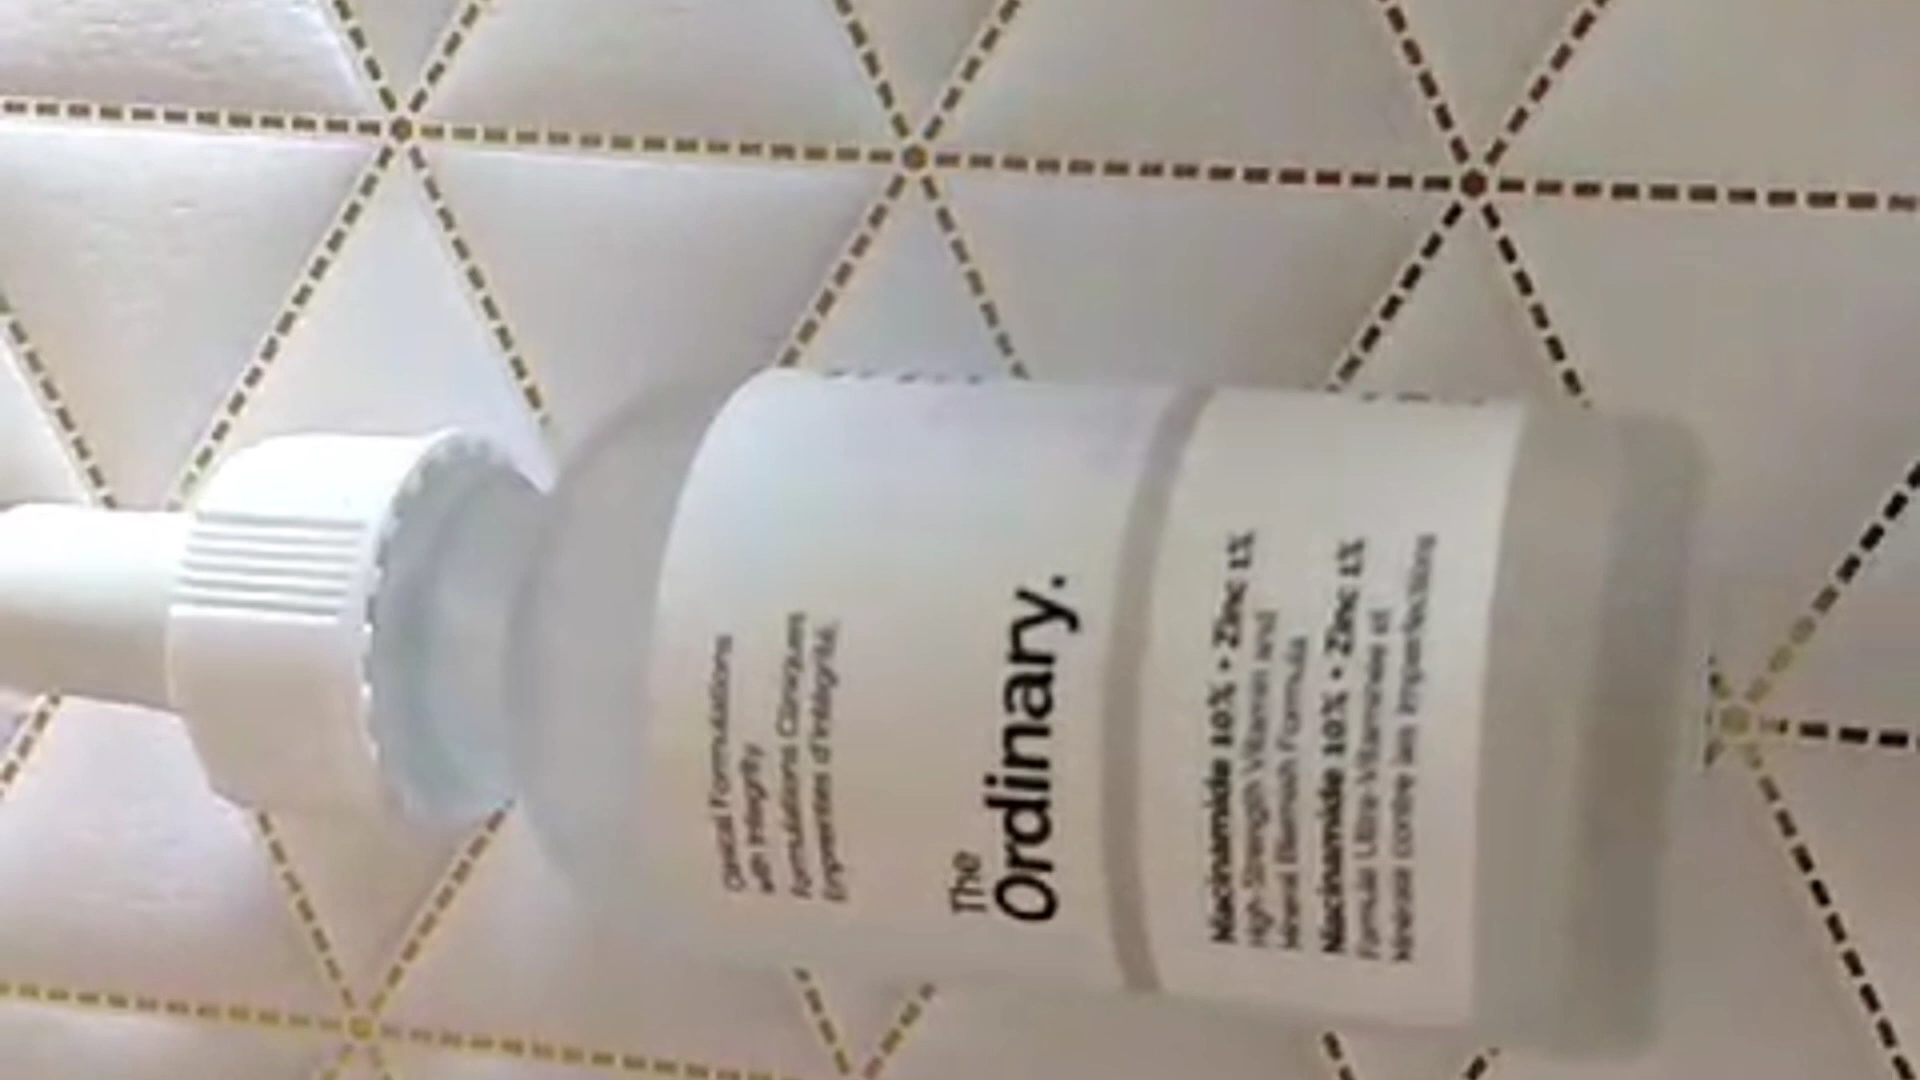 Clinical Formulations
with Integrity.
Formulations Cliniques
Empreintes d'Intégrité.
The
Ordinary.
Niacinamide 10% + Zinc 1%
High-Strength Vitamin and
Mineral Blemish Formula
Niacinamide 10% + Zinc 1%
Formule Ultra-Vitaminée et
Minérale contre les Imperfections